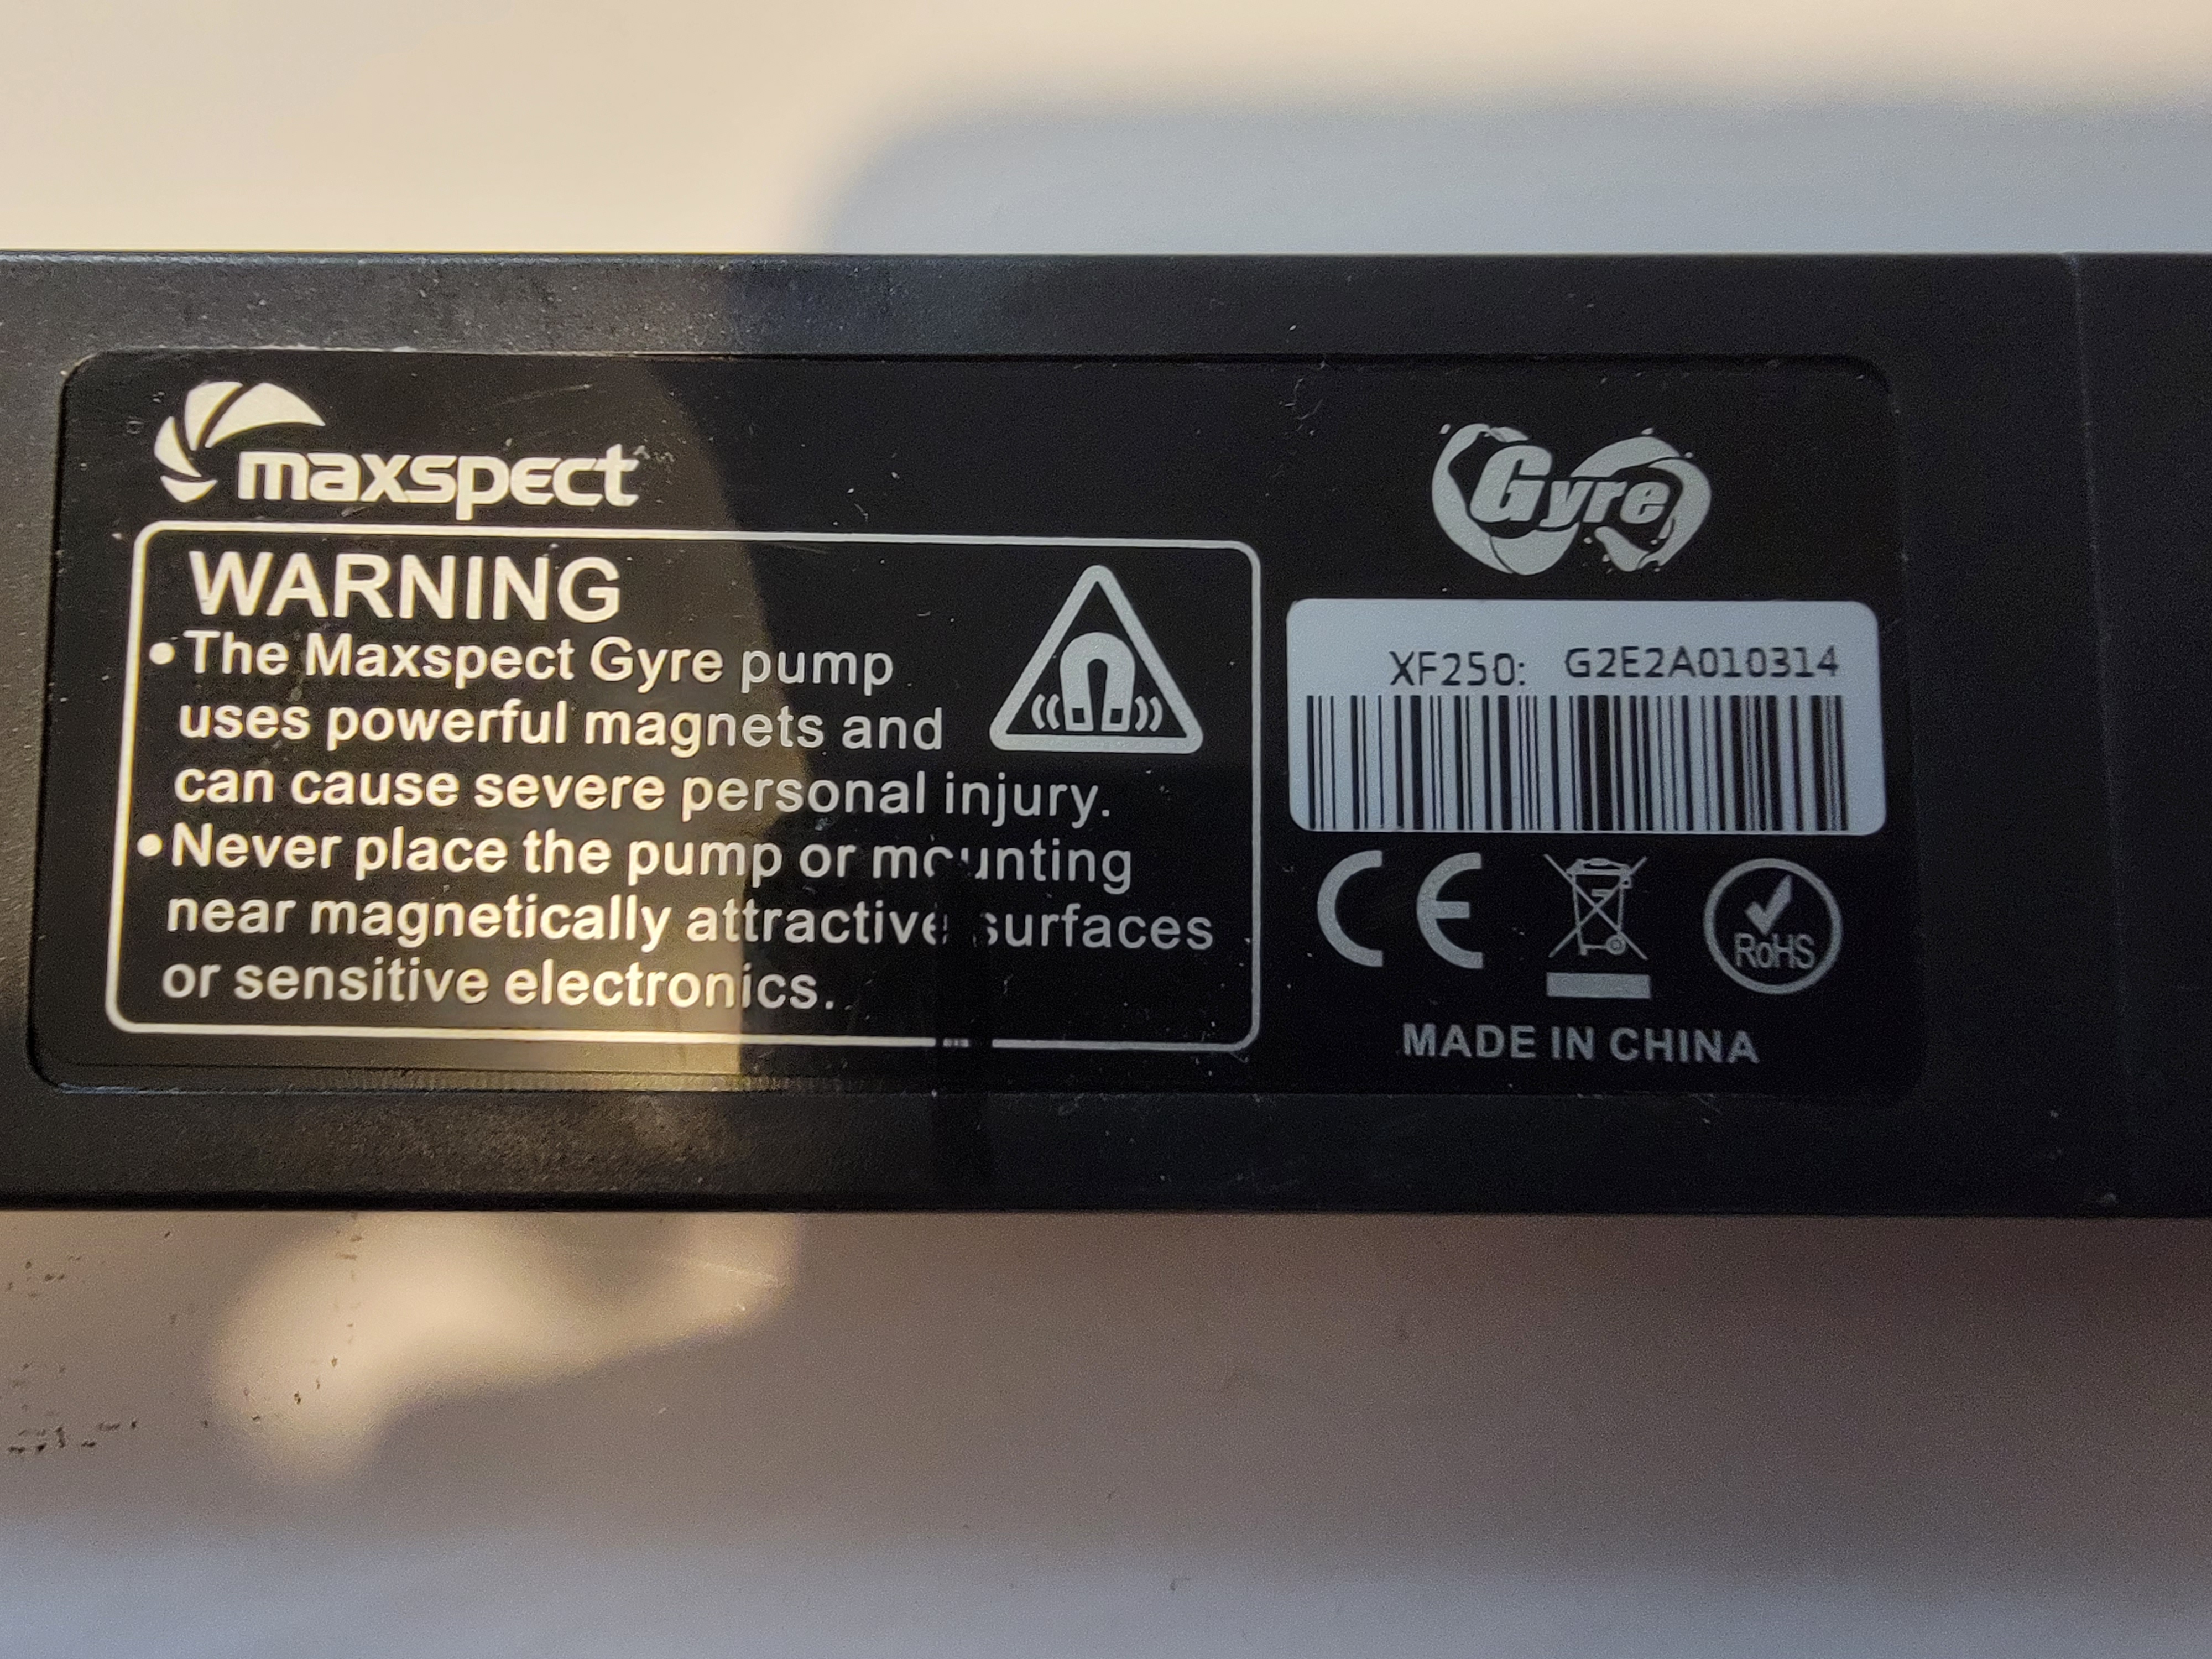 maxspect
WARNING
•The Maxspect Gyre pump
uses powerful magnets and
can cause severe personal injury.
•Never place the pump or mounting
near magnetically attractive surfaces
or sensitive electronics.
Gyre
XF250: G2E2A010314
CE
RoHS
MADE IN CHINA